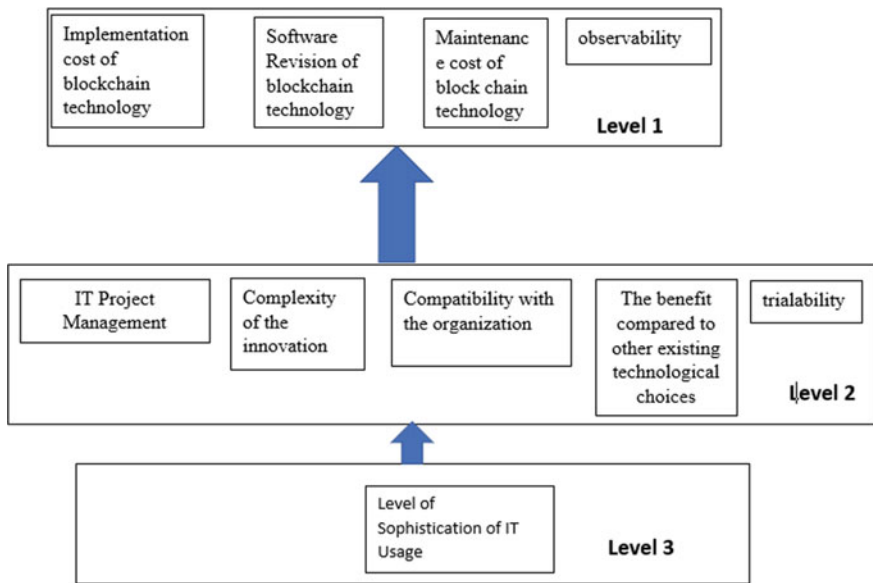 Implementation
cost of
blockchain
technology
Software
Revision of
blockchain
technology
Maintenanc
e cost of
block chain
technology
observability
Level 1
IT Project
Management
Complexity
of the
innovation
Compatibility with
the organization
The benefit
compared to
other existing
technological
choices
trialability
Level 2
Level of
Sophistication of IT
Usage
Level 3